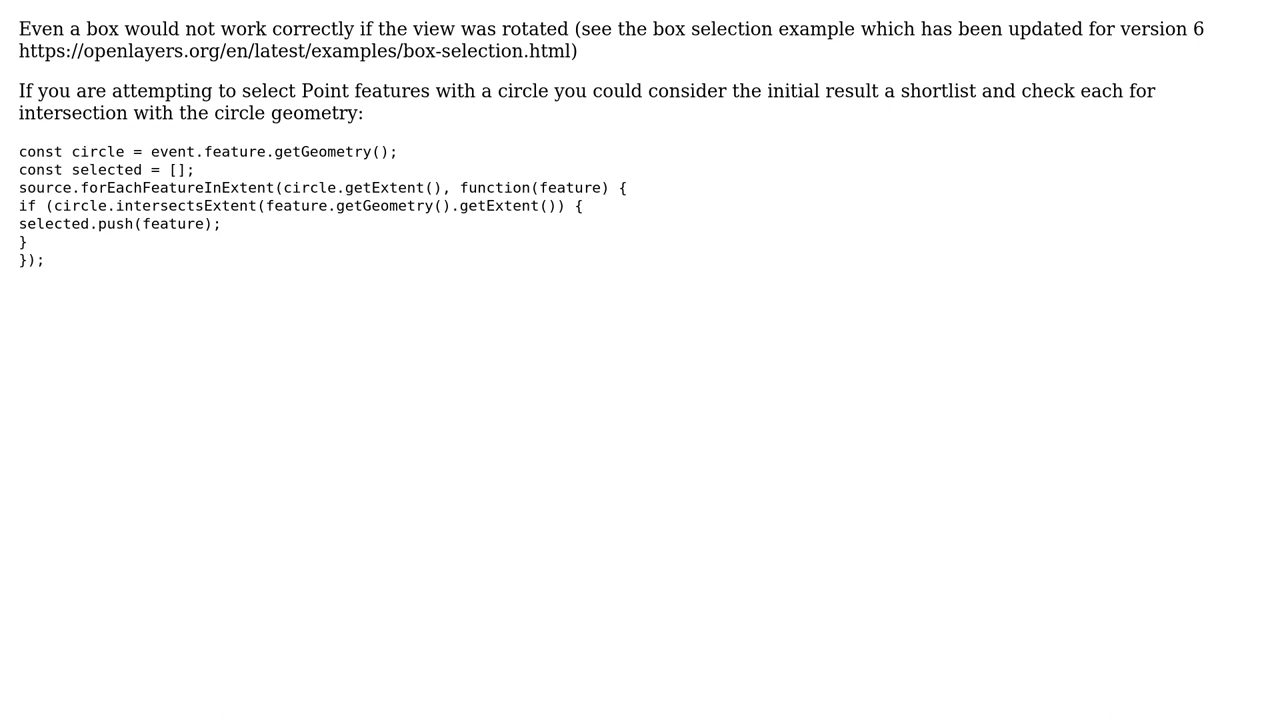 Even a box would not work correctly if the view was rotated (see the box selection example which has been updated for version 6
https://openlayers.org/en/latest/examples/box-selection.html)
If you are attempting to select Point features with a circle you could consider the initial result a shortlist and check each for
intersection with the circle geometry:
const circle = event.feature.getGeometry();
const selected = [];
source.forEachFeatureInExtent(circle.getExtent(), function(feature) {
if (circle.intersectsExtent(feature.getGeometry().getExtent()) {
selected.push(feature);
}
});